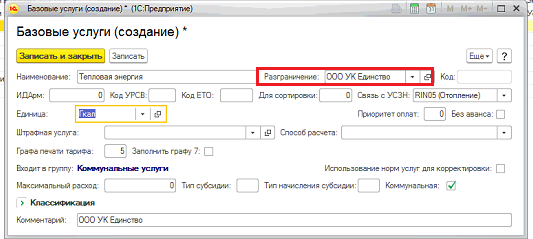 Базовые услуги (создание) * (1С:Предприятие)
M M+ M-
Базовые услуги (создание) *
Записать и закрыть Записать Еще ?
Наименование: Тепловая энергия Разграничение: ООО УК Единство Код:
ИДАрм: 0 Код УРСВ: Код ЕТО: Для сортировки: 0 Связь с УСЗН: RIN05 (Отопление)
Единица: Гкал Приоритет оплат: 0 Без аванса:
Штрафная услуга: Способ расчета:
Графа печати тарифа: 5 Заполнить графу 7:
Входит в группу: Коммунальные услуги Использование норм услуг для корректировки:
Максимальный расход: 0 Тип субсидии: Тип начисления субсидии: Коммунальная:
Классификация
Комментарий: ООО УК Единство